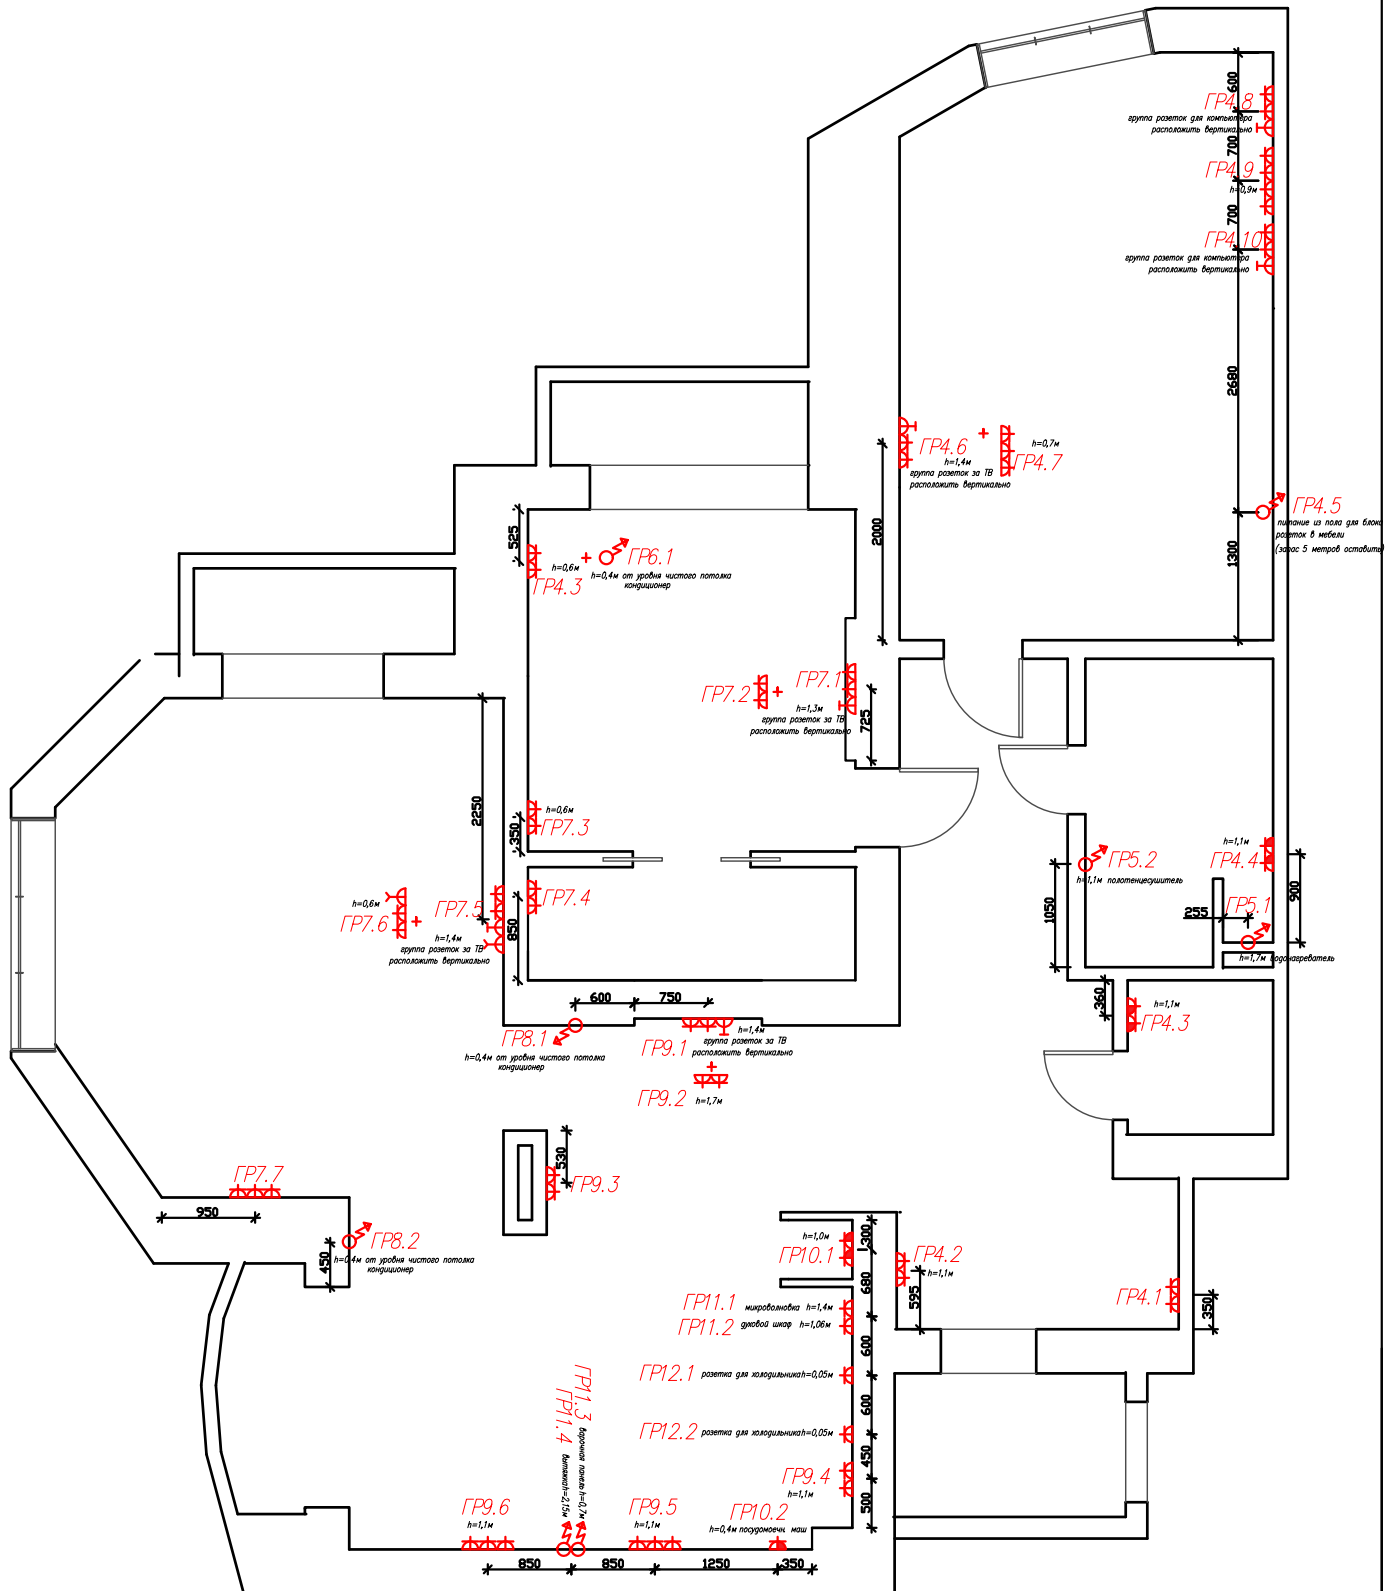 600
ГР4.8
группа розеток для компьютера
расположить вертикально
700
ГР4.9
h=0,9м
700
ГР4.10
группа розеток для компьютера
расположить вертикально
2680
ГР4.6
h=1,4м
группа розеток за ТВ
расположить вертикально
h=0,7м
ГР4.7
2000
ГР4.5
питание из пола для блока
розеток в мебели
(запас 5 метров оставить)
1300
525
h=0,6м
ГР4.3
ГР6.1
h=0,4м от уровня чистого потолка
кондиционер
ГР7.2
ГР7.1
h=1,3м
группа розеток за ТВ
расположить вертикально
725
2250
h=0,6м
ГР7.3
350
ГР7.4
850
h=0,6м
ГР7.6
ГР7.5
h=1,4м
группа розеток за ТВ
расположить вертикально
ГР5.2
h=1,1м полотенцесушитель
1050
h=1,1м
ГР4.4
900
255
ГР5.1
h=1,7м водонагреватель
360
h=1,1м
ГР4.3
600
750
ГР8.1
h=0,4м от уровня чистого потолка
кондиционер
h=1,4м
ГР9.1
группа розеток за ТВ
расположить вертикально
ГР9.2
h=1,7м
530
ГР9.3
ГР7.7
950
ГР8.2
450
h=0,4м от уровня чистого потолка
кондиционер
h=1,0м
ГР10.1
300
680
ГР4.2
h=1,1м
595
ГР4.1
350
ГР11.1 микроволновка h=1,4м
ГР11.2 духовой шкаф h=1,06м
600
ГР12.1 розетка для холодильника h=0,05м
600
ГР12.2 розетка для холодильника h=0,05м
450
ГР9.4
h=1,1м
500
ГР11.3 варочная панель h=0,7м
ГР11.4 вытяжка h=2,15м
ГР9.6
h=1,1м
ГР9.5
h=1,1м
ГР10.2
h=0,4м посудомоечн. маш
850
850
1250
350